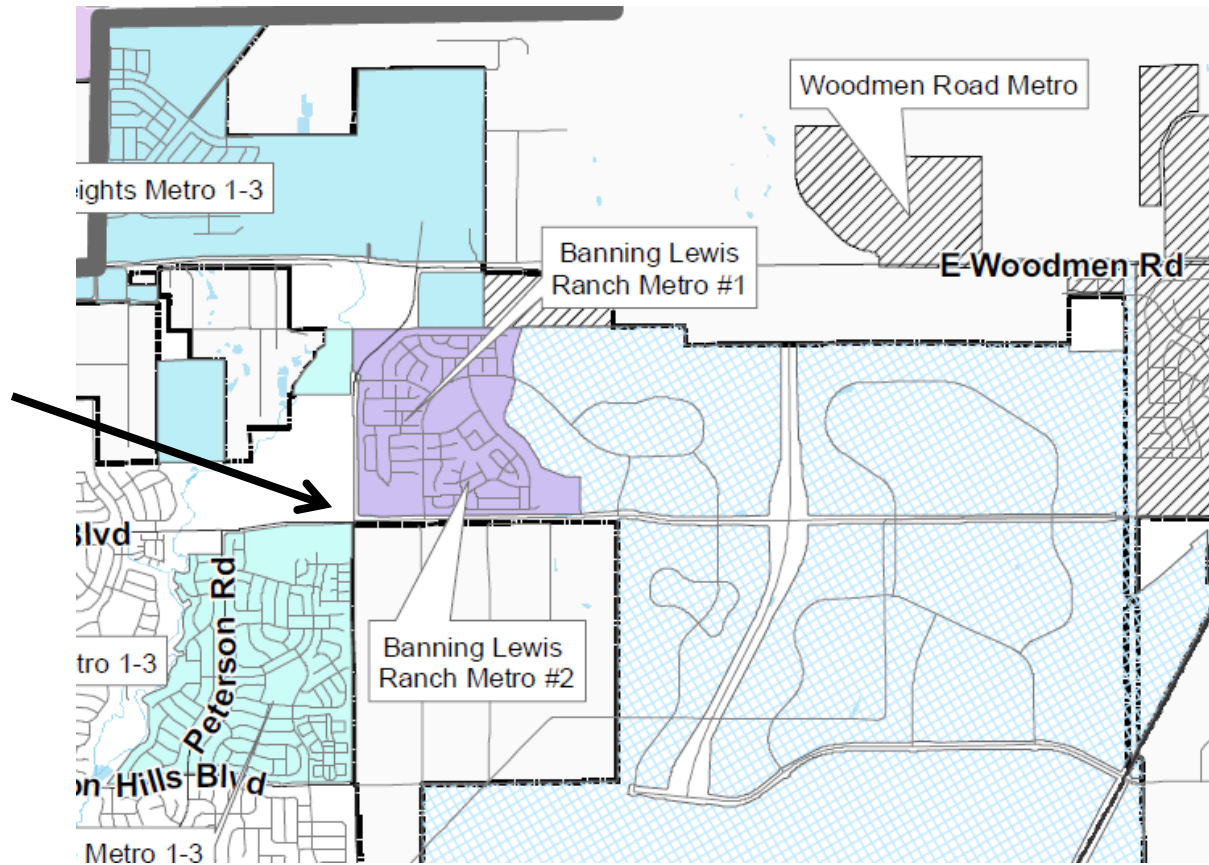 Woodmen Road Metro
eights Metro 1-3
Banning Lewis
Ranch Metro #1
E Woodmen Rd
Blvd
Peterson Rd
tro 1-3
Banning Lewis
Ranch Metro #2
on Hills Blvd
Metro 1-3